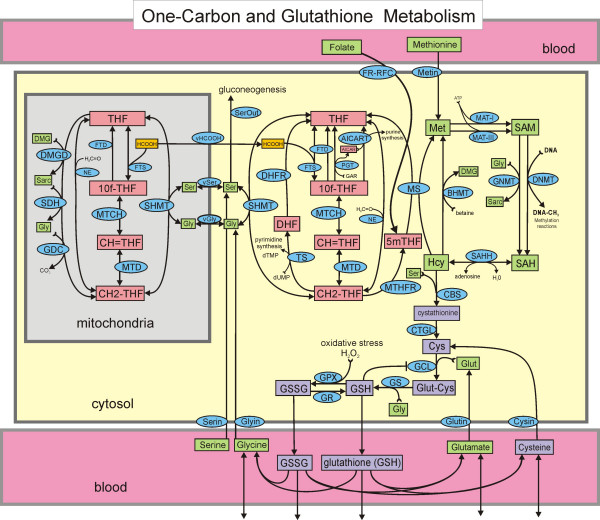 One-Carbon and Glutathione Metabolism
Folate
Methionine
blood
FR-RFC
Metin
gluconeogenesis
SerOut
THF
DMG
DMGD
Sarc
SDH
Gly
GDC
CO₂
H₂C=O
NE
FTD
FTS
HCOOH
10f-THF
MTCH
CH=THF
MTD
CH2-THF
SHMT
mitochondria
vHCOOH
Ser
vSer
Ser
Gly
vGly
Gly
SHMT
HCOOH
THF
DHFR
FTS
FTD
AICART
AICAR
purine
synthesis
PGT
GAR
10f-THF
MTCH
CH=THF
MTD
CH2-THF
H₂C=O
NE
DHF
pyrimidine
synthesis
dTMP
TS
dUMP
MTHFR
5mTHF
MS
Met
ATP
MAT-I
MAT-III
SAM
DMG
BHMT
betaine
Gly
GNMT
Sarc
DNA
DNMT
DNA-CH₃
Methylation
reactions
Hcy
SAHH
SAH
adenosine
H₂0
Ser
CBS
cystathionine
CTGL
Cys
oxidative stress
H₂O₂
GPX
GCL
Glut
GSSG
GR
GSH
GS
Glut-Cys
Gly
cytosol
Serin
Glyin
Glutin
Cysin
Serine
Glycine
GSSG
glutathione (GSH)
Glutamate
Cysteine
blood